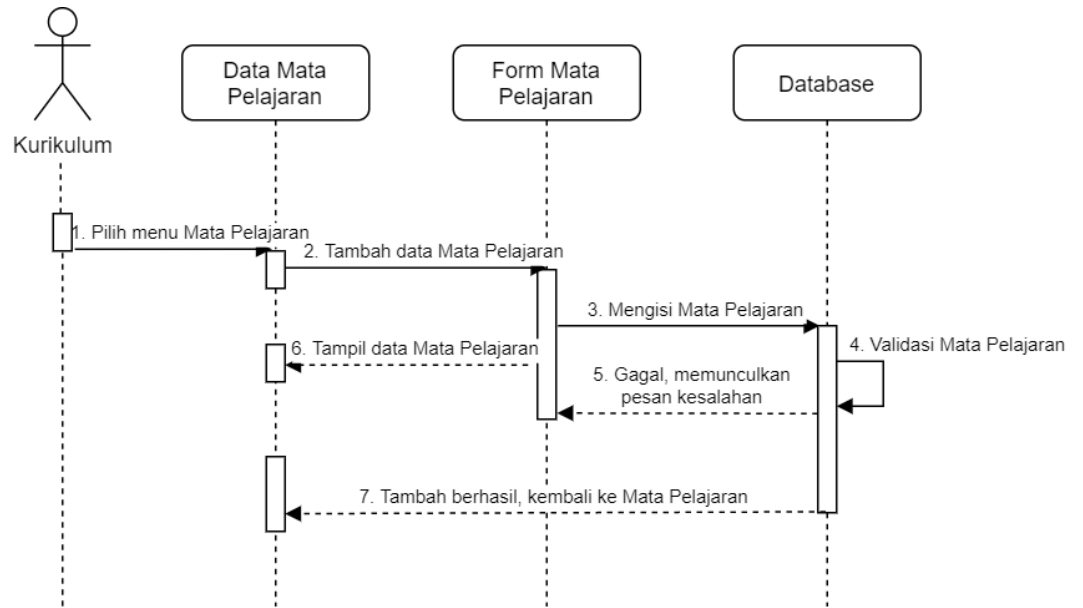 Data Mata
Pelajaran
Form Mata
Pelajaran
Database
Kurikulum
1. Pilih menu Mata Pelajaran
2. Tambah data Mata Pelajaran
3. Mengisi Mata Pelajaran
4. Validasi Mata Pelajaran
6. Tampil data Mata Pelajaran
5. Gagal, memunculkan
pesan kesalahan
7. Tambah berhasil, kembali ke Mata Pelajaran